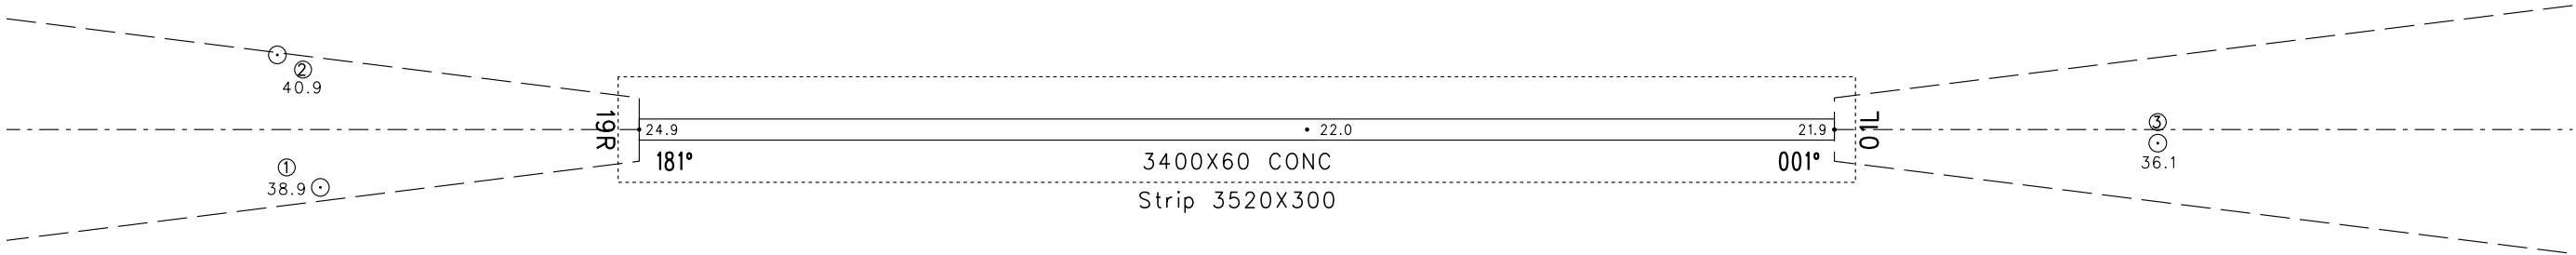 ②
40.9
①
38.9
19R
24.9
181°
22.0
3400X60 CONC
Strip 3520X300
21.9
001°
01L
③
36.1